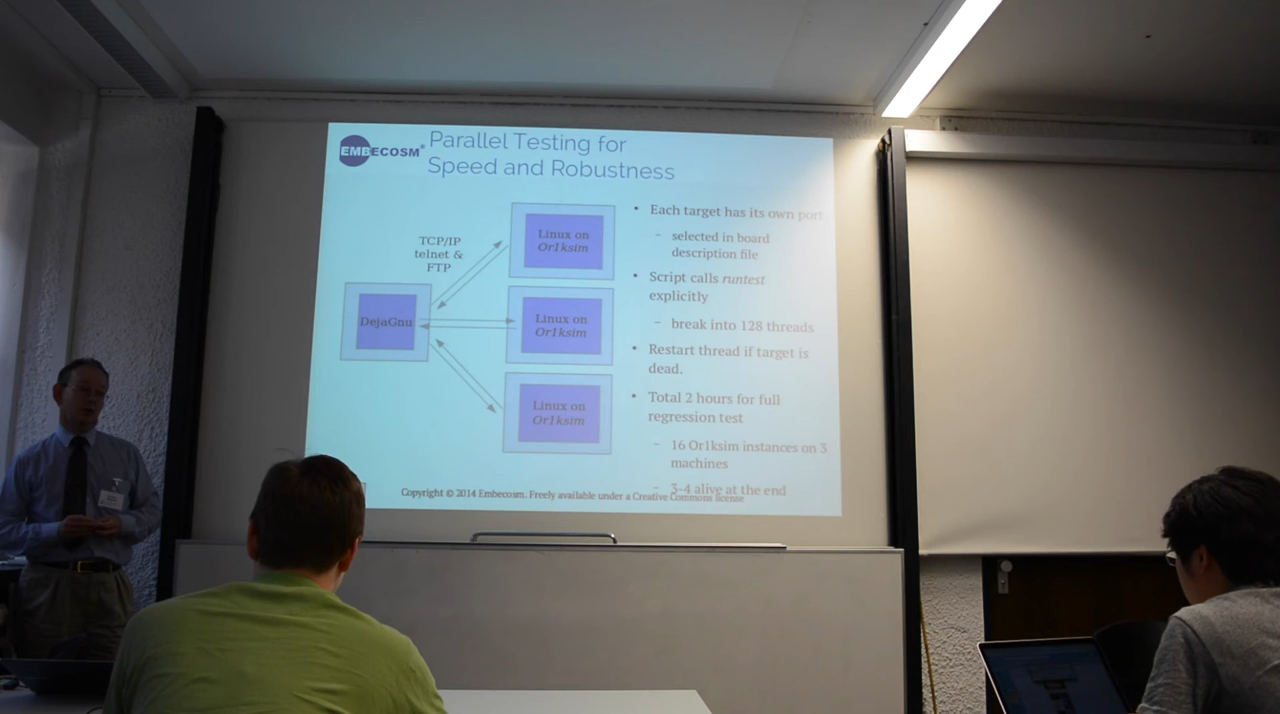 EMBECOSM®
Parallel Testing for
Speed and Robustness
TCP/IP
telnet &
FTP
DejaGnu
Linux on
Or1ksim
Linux on
Or1ksim
Linux on
Or1ksim
• Each target has its own port
– selected in board
description file
• Script calls runtest
explicitly
– break into 128 threads
• Restart thread if target is
dead.
• Total 2 hours for full
regression test
– 16 Or1ksim instances on 3
machines
– 3-4 alive at the end
Copyright © 2014 Embecosm. Freely available under a Creative Commons license